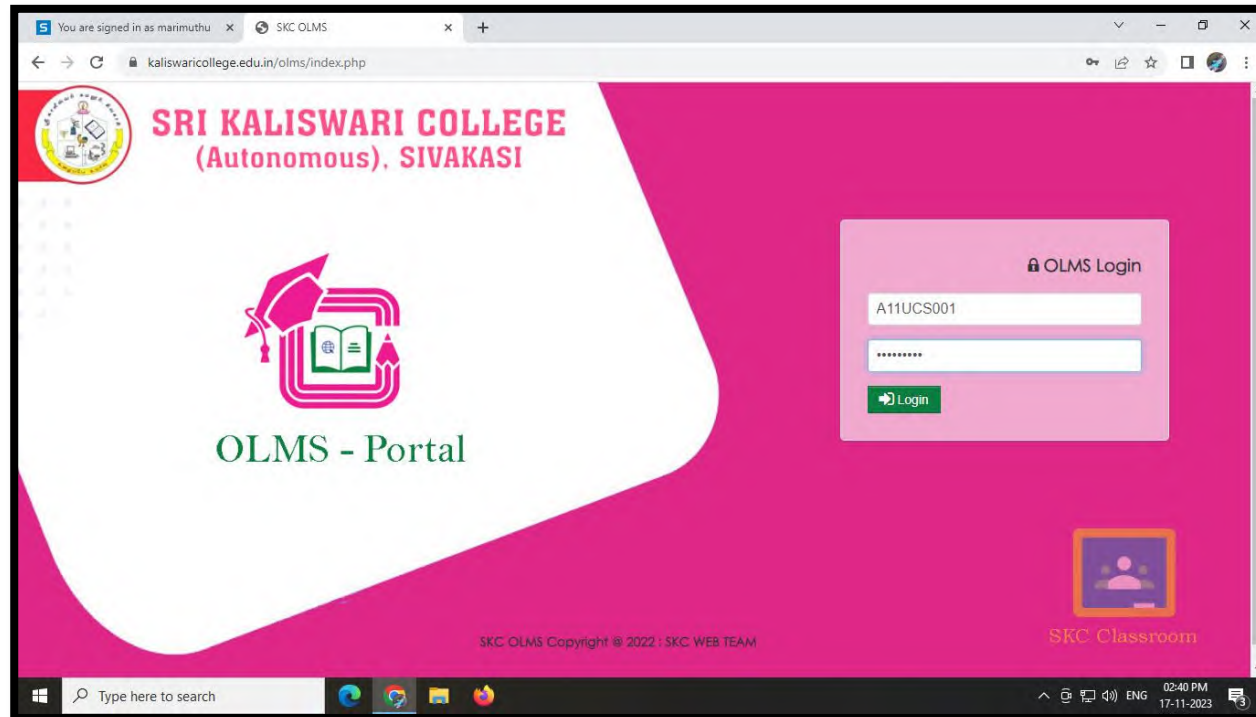 You are signed in as marimuthu
SKC OLMS
kaliswaricollege.edu.in/olms/index.php
SRI KALISWARI COLLEGE
(Autonomous), SIVAKASI
OLMS Login
A11UCS001
•••••••••
Login
OLMS - Portal
SKC Classroom
SKC OLMS Copyright @ 2022 : SKC WEB TEAM
Type here to search
ENG
02:40 PM
17-11-2023
3